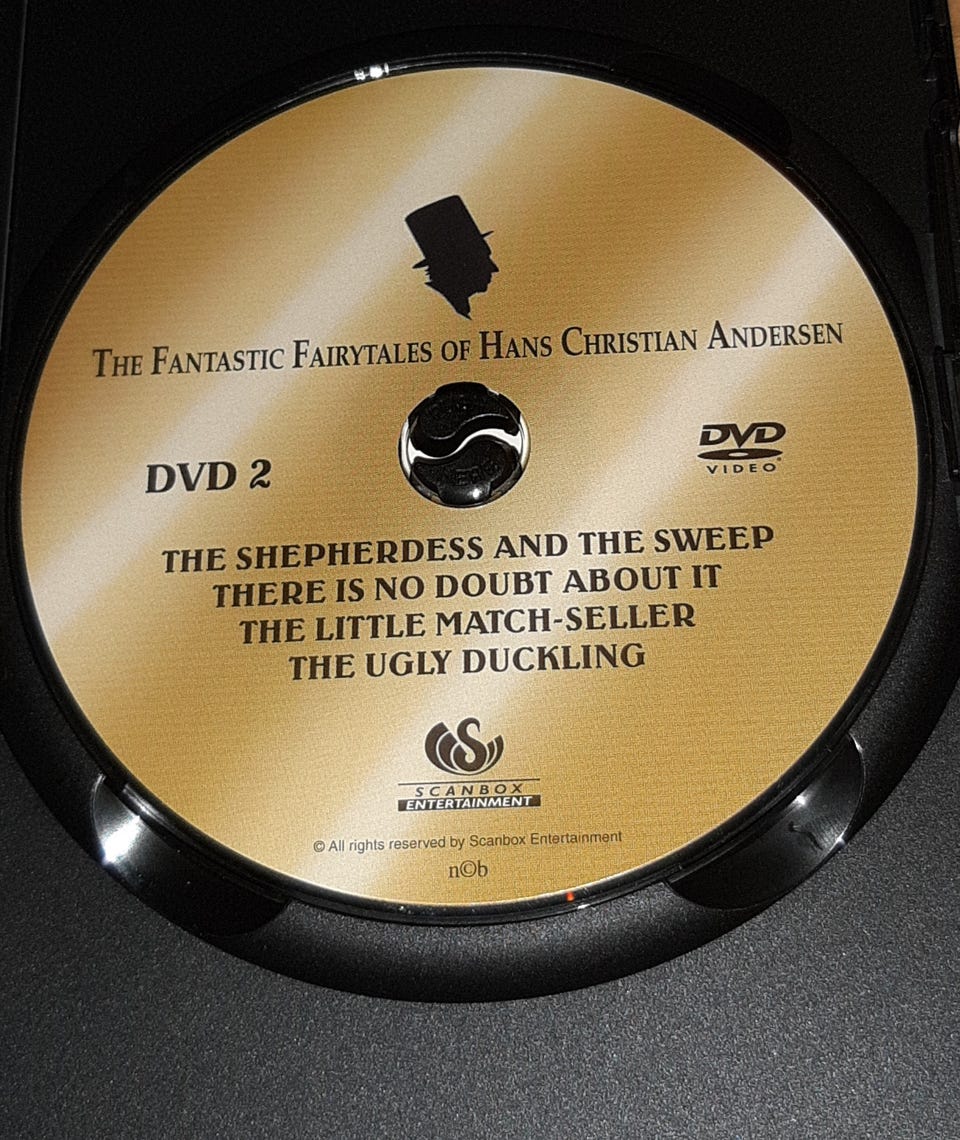 THE FANTASTIC FAIRYTALES OF HANS CHRISTIAN ANDERSEN
DVD 2
DVD
VIDEO
THE SHEPHERDESS AND THE SWEEP
THERE IS NO DOUBT ABOUT IT
THE LITTLE MATCH-SELLER
THE UGLY DUCKLING
S
SCANBOX
ENTERTAINMENT
© All rights reserved by Scanbox Entertainment
n©b